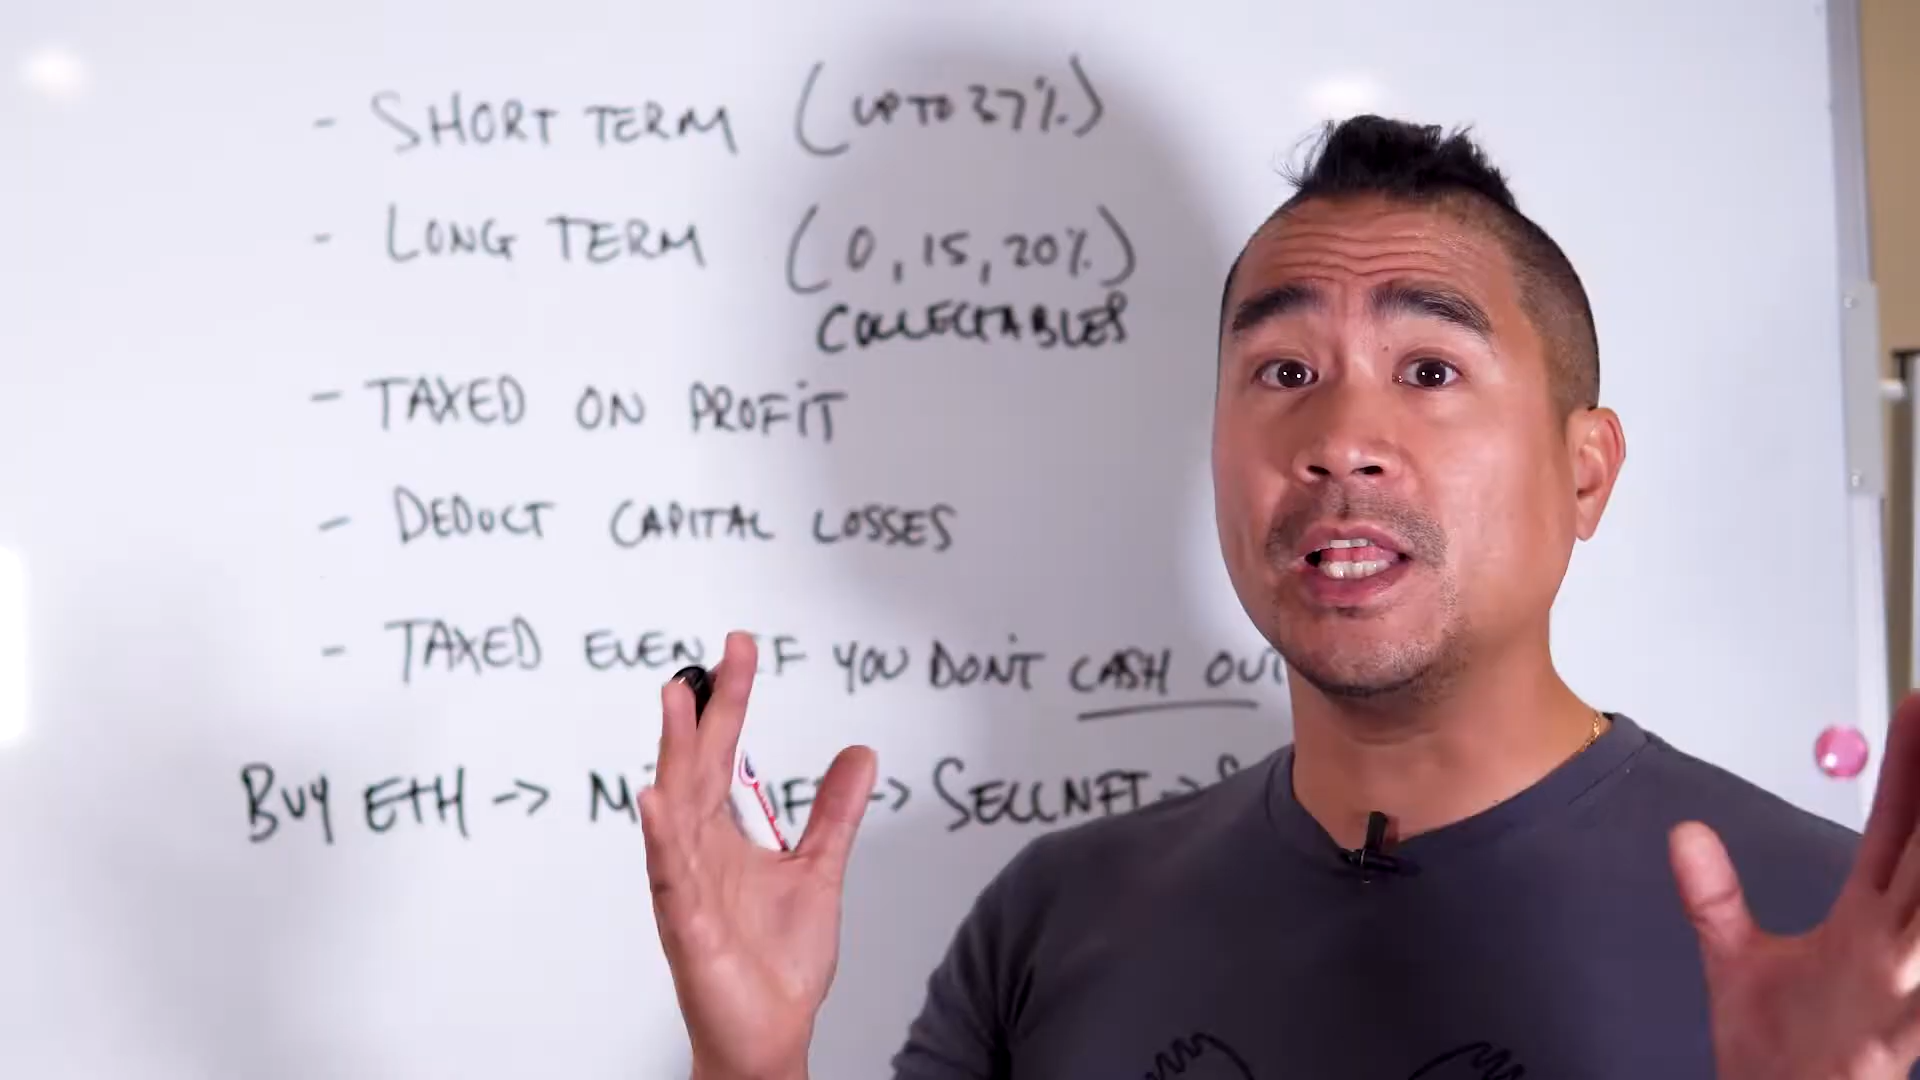 - SHORT TERM (UP TO 37%)
- LONG TERM (0, 15, 20%)
COLLECTABLES
- TAXED ON PROFIT
- DEDUCT CAPITAL LOSSES
- TAXED EVEN IF YOU DON'T CASH OUT
BUY ETH -> -> SELL NFT ->